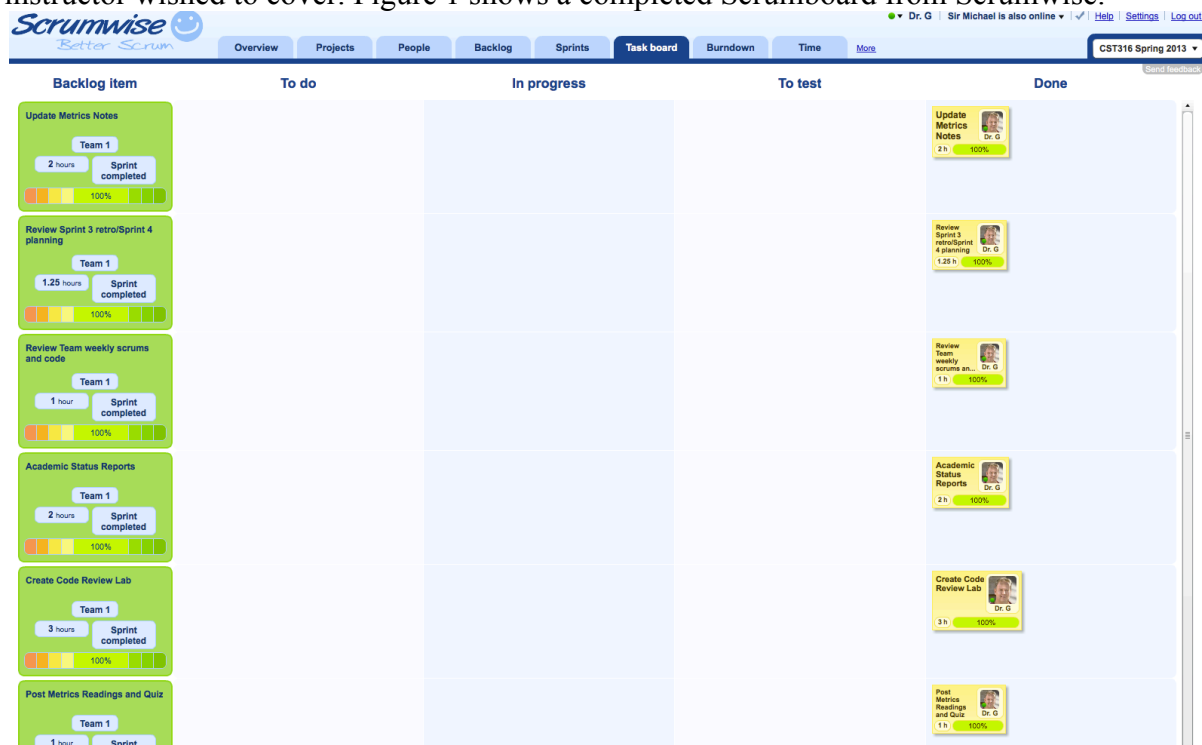 instructor wished to cover. Figure 1 shows a completed Scrumboard from Scrumwise.
Scrumwise
Better Scrum
Dr. G Sir Michael is also online Help Settings Log out
Overview Projects People Backlog Sprints Task board Burndown Time More
CST316 Spring 2013
Send feedback
Backlog item To do In progress To test Done
Update Metrics Notes
Team 1
2 hours
Sprint
completed
100%
Update
Metrics
Notes
Dr. G
2 h 100%
Review Sprint 3 retro/Sprint 4
planning
Team 1
1.25 hours
Sprint
completed
100%
Review
Sprint 3
retro/Sprint
4 planning
Dr. G
1.25 h 100%
Review Team weekly scrums
and code
Team 1
1 hour
Sprint
completed
100%
Review
Team
weekly
scrums an...
Dr. G
1 h 100%
Academic Status Reports
Team 1
2 hours
Sprint
completed
100%
Academic
Status
Reports
Dr. G
2 h 100%
Create Code Review Lab
Team 1
3 hours
Sprint
completed
100%
Create Code
Review Lab
Dr. G
3 h 100%
Post Metrics Readings and Quiz
Team 1
1 hour
Sprint
Post
Metrics
Readings
and Quiz
Dr. G
1 h 100%